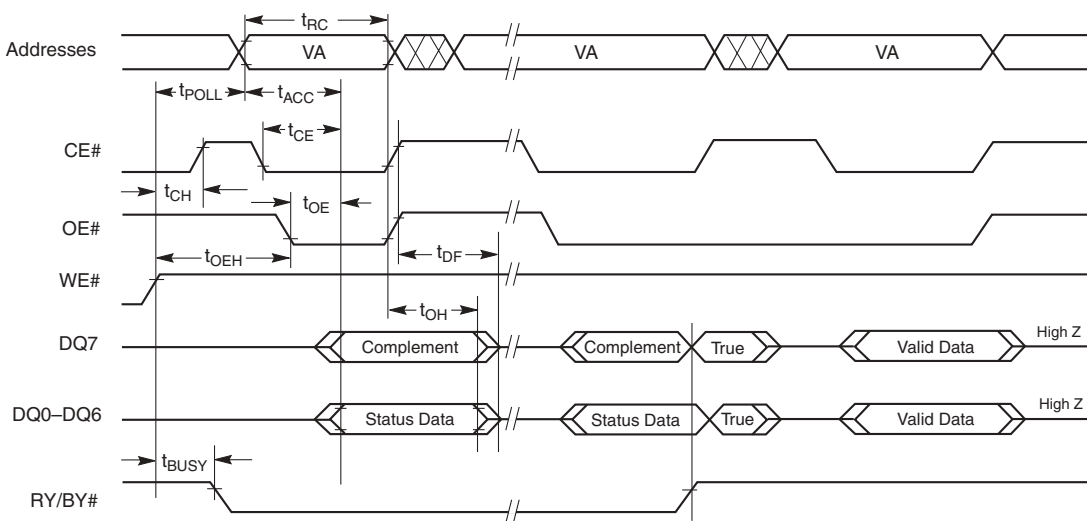 tRC
Addresses VA VA VA
tPOLL tACC
tCE
CE#
tCH
tOE
OE#
tOEH tDF
WE#
tOH
DQ7 Complement Complement True Valid Data High Z
DQ0–DQ6 Status Data Status Data True Valid Data High Z
tBUSY
RY/BY#